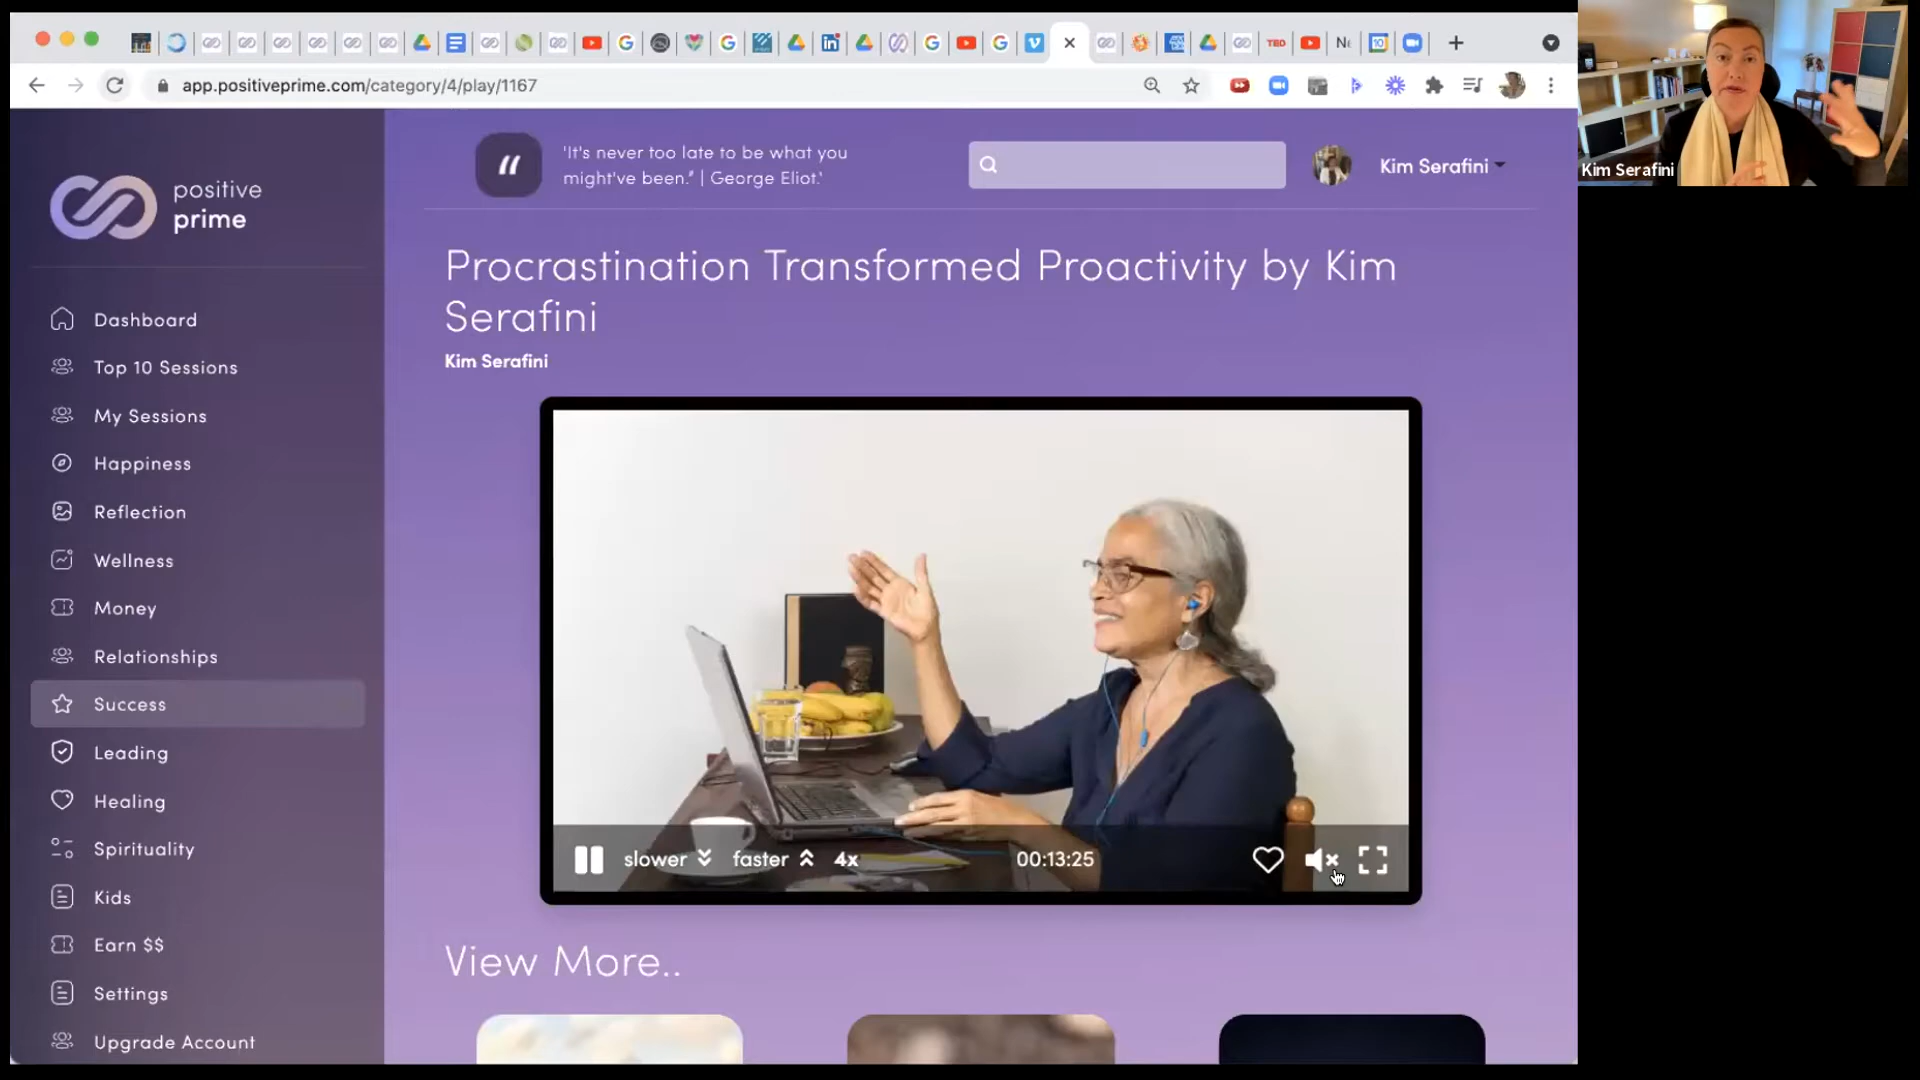 TED
N
10
app.positiveprime.com/category/4/play/1167
positive
prime
Dashboard
Top 10 Sessions
My Sessions
Happiness
Reflection
Wellness
Money
Relationships
Success
Leading
Healing
Spirituality
Kids
Earn $$
Settings
Upgrade Account
“
'It's never too late to be what you
might've been.” | George Eliot.'
Kim Serafini
Procrastination Transformed Proactivity by Kim
Serafini
Kim Serafini
slower
faster
4x
00:13:25
View More..
Kim Serafini